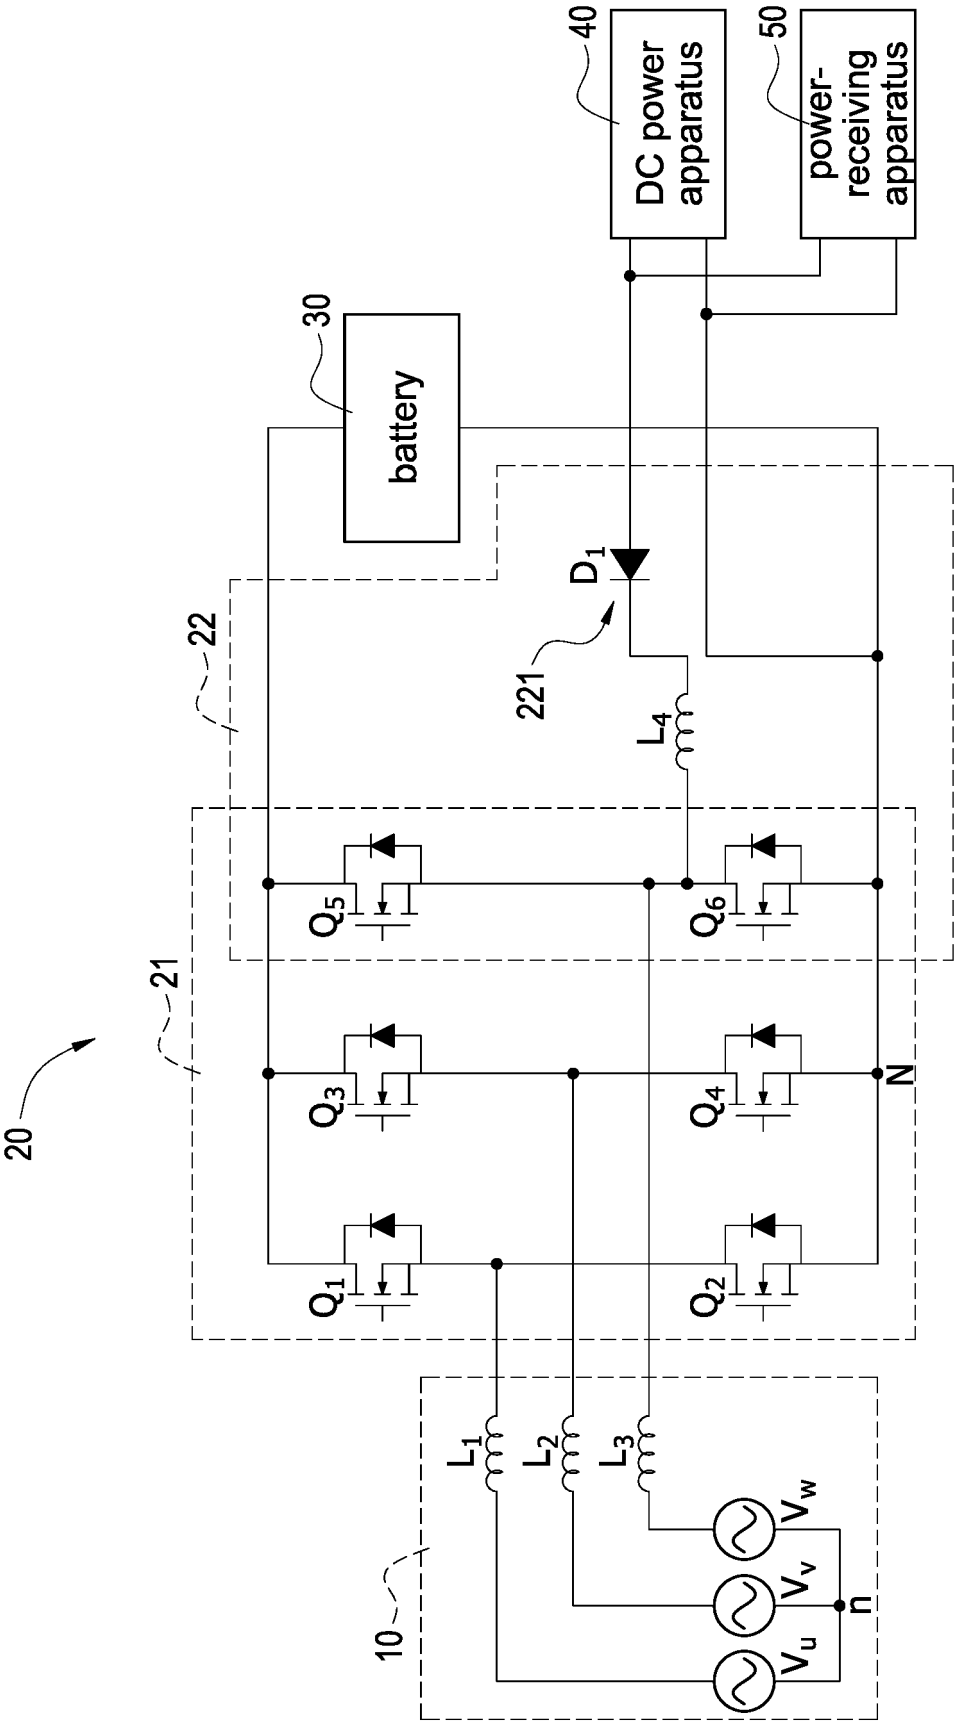 20
21
22
221
10
30
battery
40
DC power
apparatus
50
power-
receiving
apparatus
Q1
Q3
Q5
Q2
Q4
Q6
L1
L2
L3
L4
D1
Vu
Vv
Vw
n
N